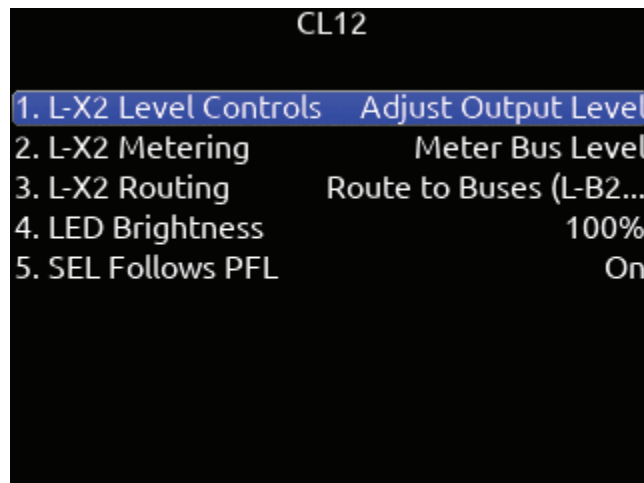 CL12
1. L-X2 Level Controls Adjust Output Level
2. L-X2 Metering Meter Bus Level
3. L-X2 Routing Route to Buses (L-B2...
4. LED Brightness 100%
5. SEL Follows PFL On